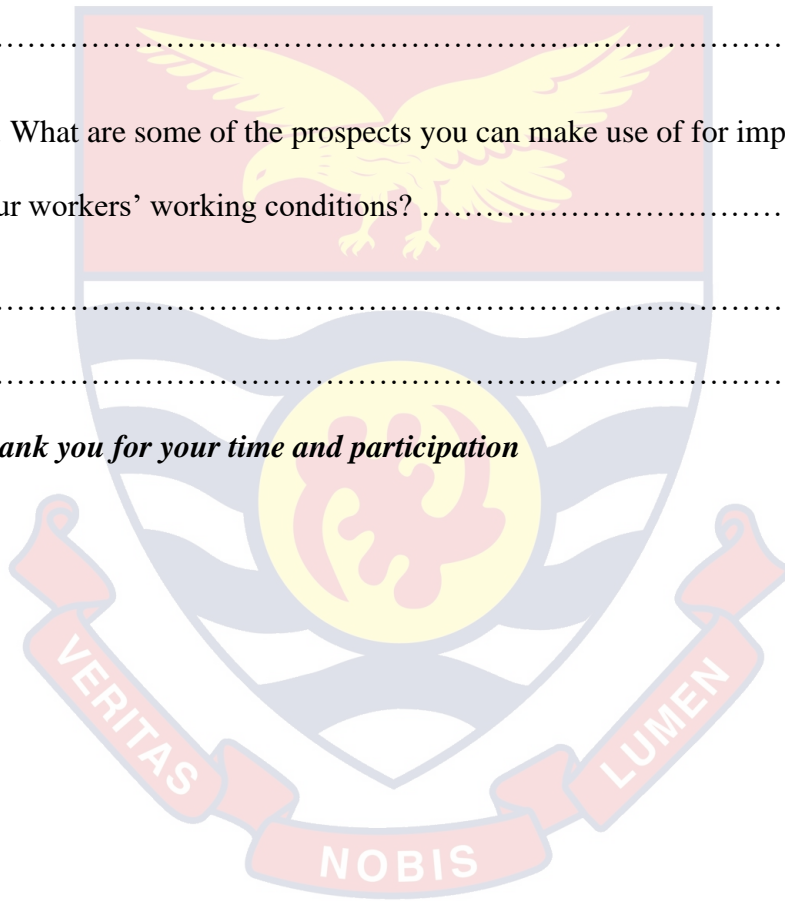 ……………………………………………………………………
What are some of the prospects you can make use of for imp
ur workers’ working conditions? ………………………………
……………………………………………………………………
……………………………………………………………………
ank you for your time and participation
VERITAS
NOBIS
LUMEN